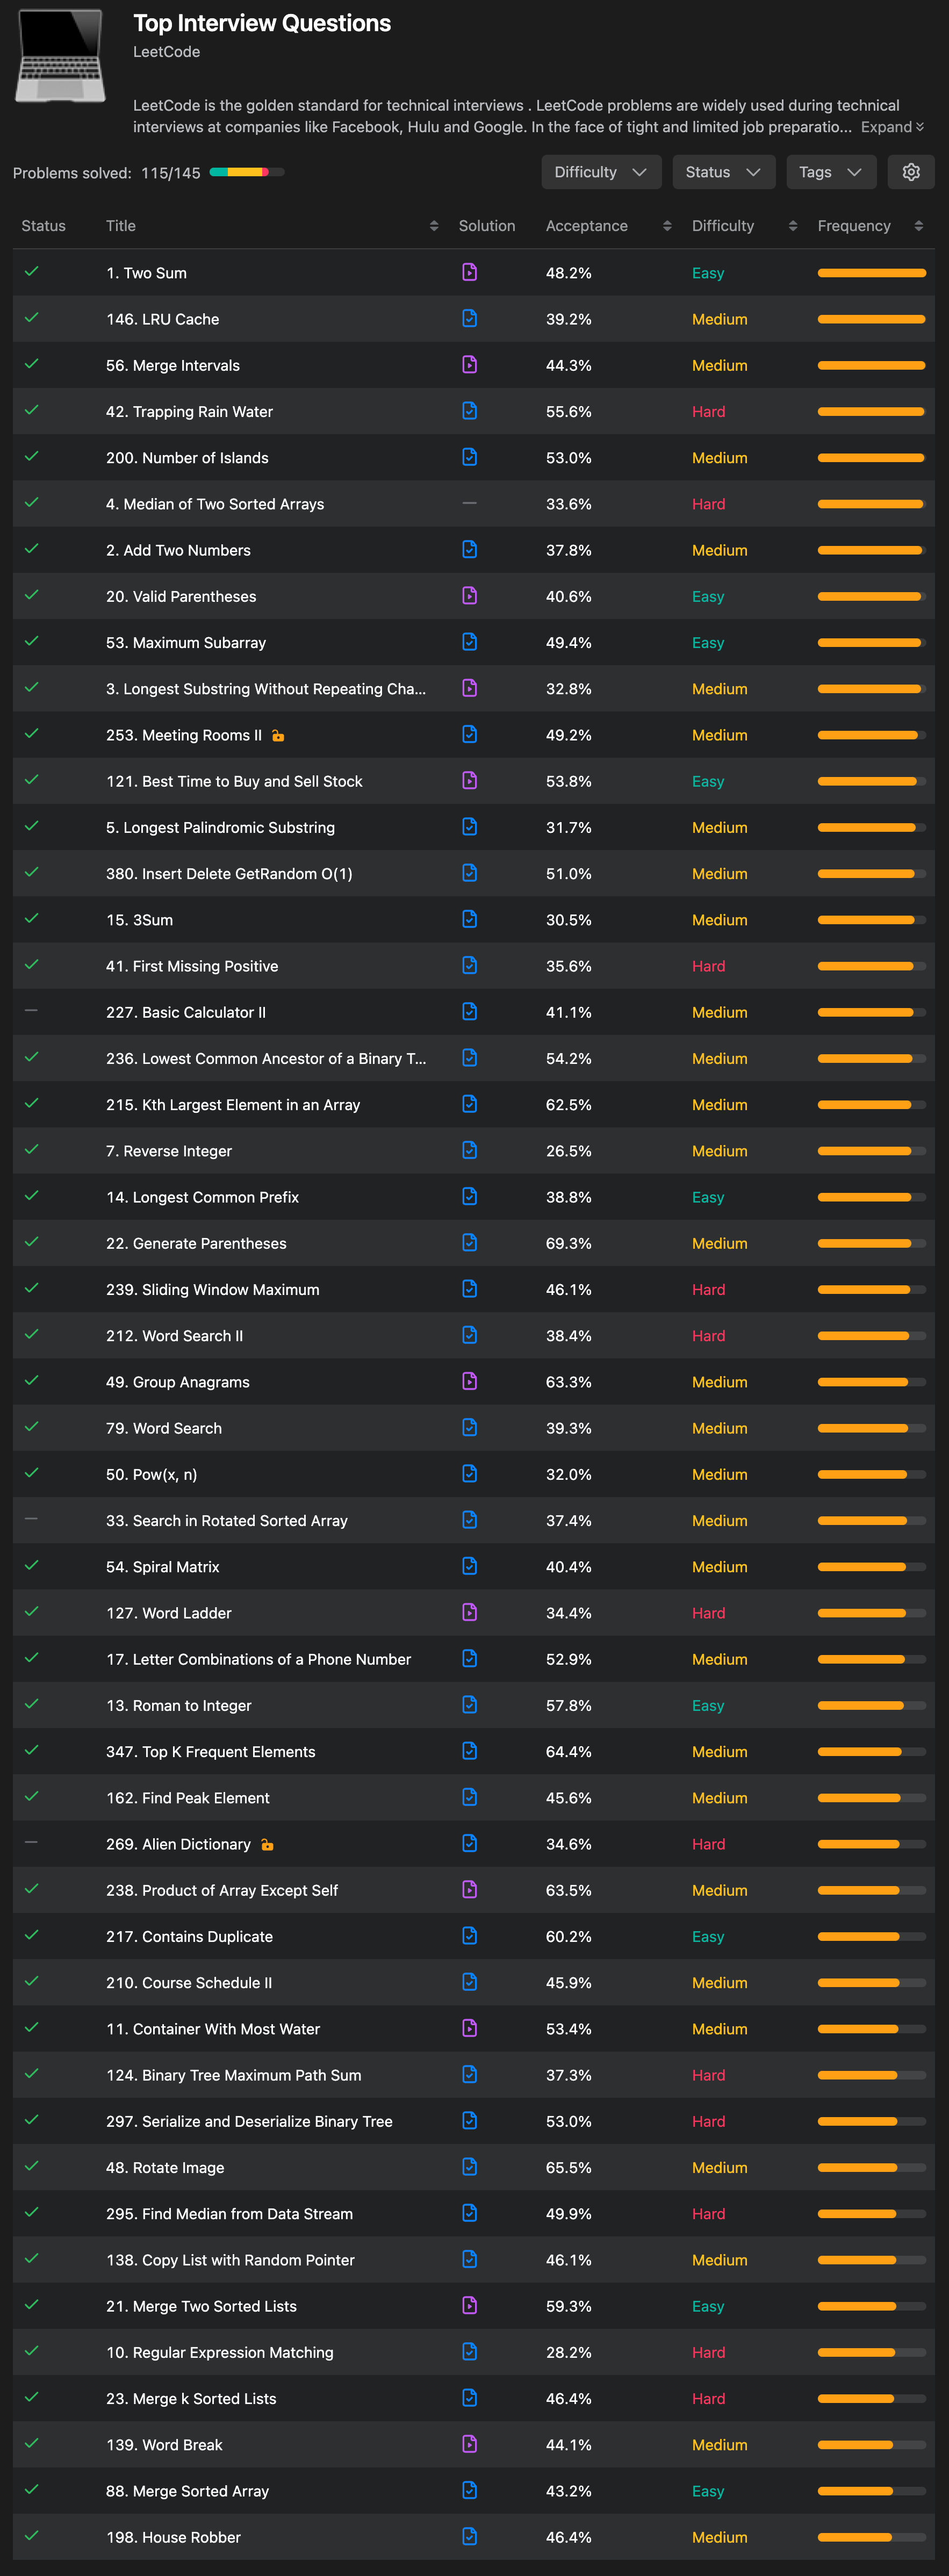 Top Interview Questions
LeetCode
LeetCode is the golden standard for technical interviews . LeetCode problems are widely used during technical
interviews at companies like Facebook, Hulu and Google. In the face of tight and limited job preparatio... Expand
Problems solved: 115/145 Difficulty Status Tags
Status Title Solution Acceptance Difficulty Frequency
1. Two Sum 48.2% Easy
146. LRU Cache 39.2% Medium
56. Merge Intervals 44.3% Medium
42. Trapping Rain Water 55.6% Hard
200. Number of Islands 53.0% Medium
4. Median of Two Sorted Arrays 33.6% Hard
2. Add Two Numbers 37.8% Medium
20. Valid Parentheses 40.6% Easy
53. Maximum Subarray 49.4% Easy
3. Longest Substring Without Repeating Cha... 32.8% Medium
253. Meeting Rooms II 49.2% Medium
121. Best Time to Buy and Sell Stock 53.8% Easy
5. Longest Palindromic Substring 31.7% Medium
380. Insert Delete GetRandom O(1) 51.0% Medium
15. 3Sum 30.5% Medium
41. First Missing Positive 35.6% Hard
227. Basic Calculator II 41.1% Medium
236. Lowest Common Ancestor of a Binary T... 54.2% Medium
215. Kth Largest Element in an Array 62.5% Medium
7. Reverse Integer 26.5% Medium
14. Longest Common Prefix 38.8% Easy
22. Generate Parentheses 69.3% Medium
239. Sliding Window Maximum 46.1% Hard
212. Word Search II 38.4% Hard
49. Group Anagrams 63.3% Medium
79. Word Search 39.3% Medium
50. Pow(x, n) 32.0% Medium
33. Search in Rotated Sorted Array 37.4% Medium
54. Spiral Matrix 40.4% Medium
127. Word Ladder 34.4% Hard
17. Letter Combinations of a Phone Number 52.9% Medium
13. Roman to Integer 57.8% Easy
347. Top K Frequent Elements 64.4% Medium
162. Find Peak Element 45.6% Medium
269. Alien Dictionary 34.6% Hard
238. Product of Array Except Self 63.5% Medium
217. Contains Duplicate 60.2% Easy
210. Course Schedule II 45.9% Medium
11. Container With Most Water 53.4% Medium
124. Binary Tree Maximum Path Sum 37.3% Hard
297. Serialize and Deserialize Binary Tree 53.0% Hard
48. Rotate Image 65.5% Medium
295. Find Median from Data Stream 49.9% Hard
138. Copy List with Random Pointer 46.1% Medium
21. Merge Two Sorted Lists 59.3% Easy
10. Regular Expression Matching 28.2% Hard
23. Merge k Sorted Lists 46.4% Hard
139. Word Break 44.1% Medium
88. Merge Sorted Array 43.2% Easy
198. House Robber 46.4% Medium